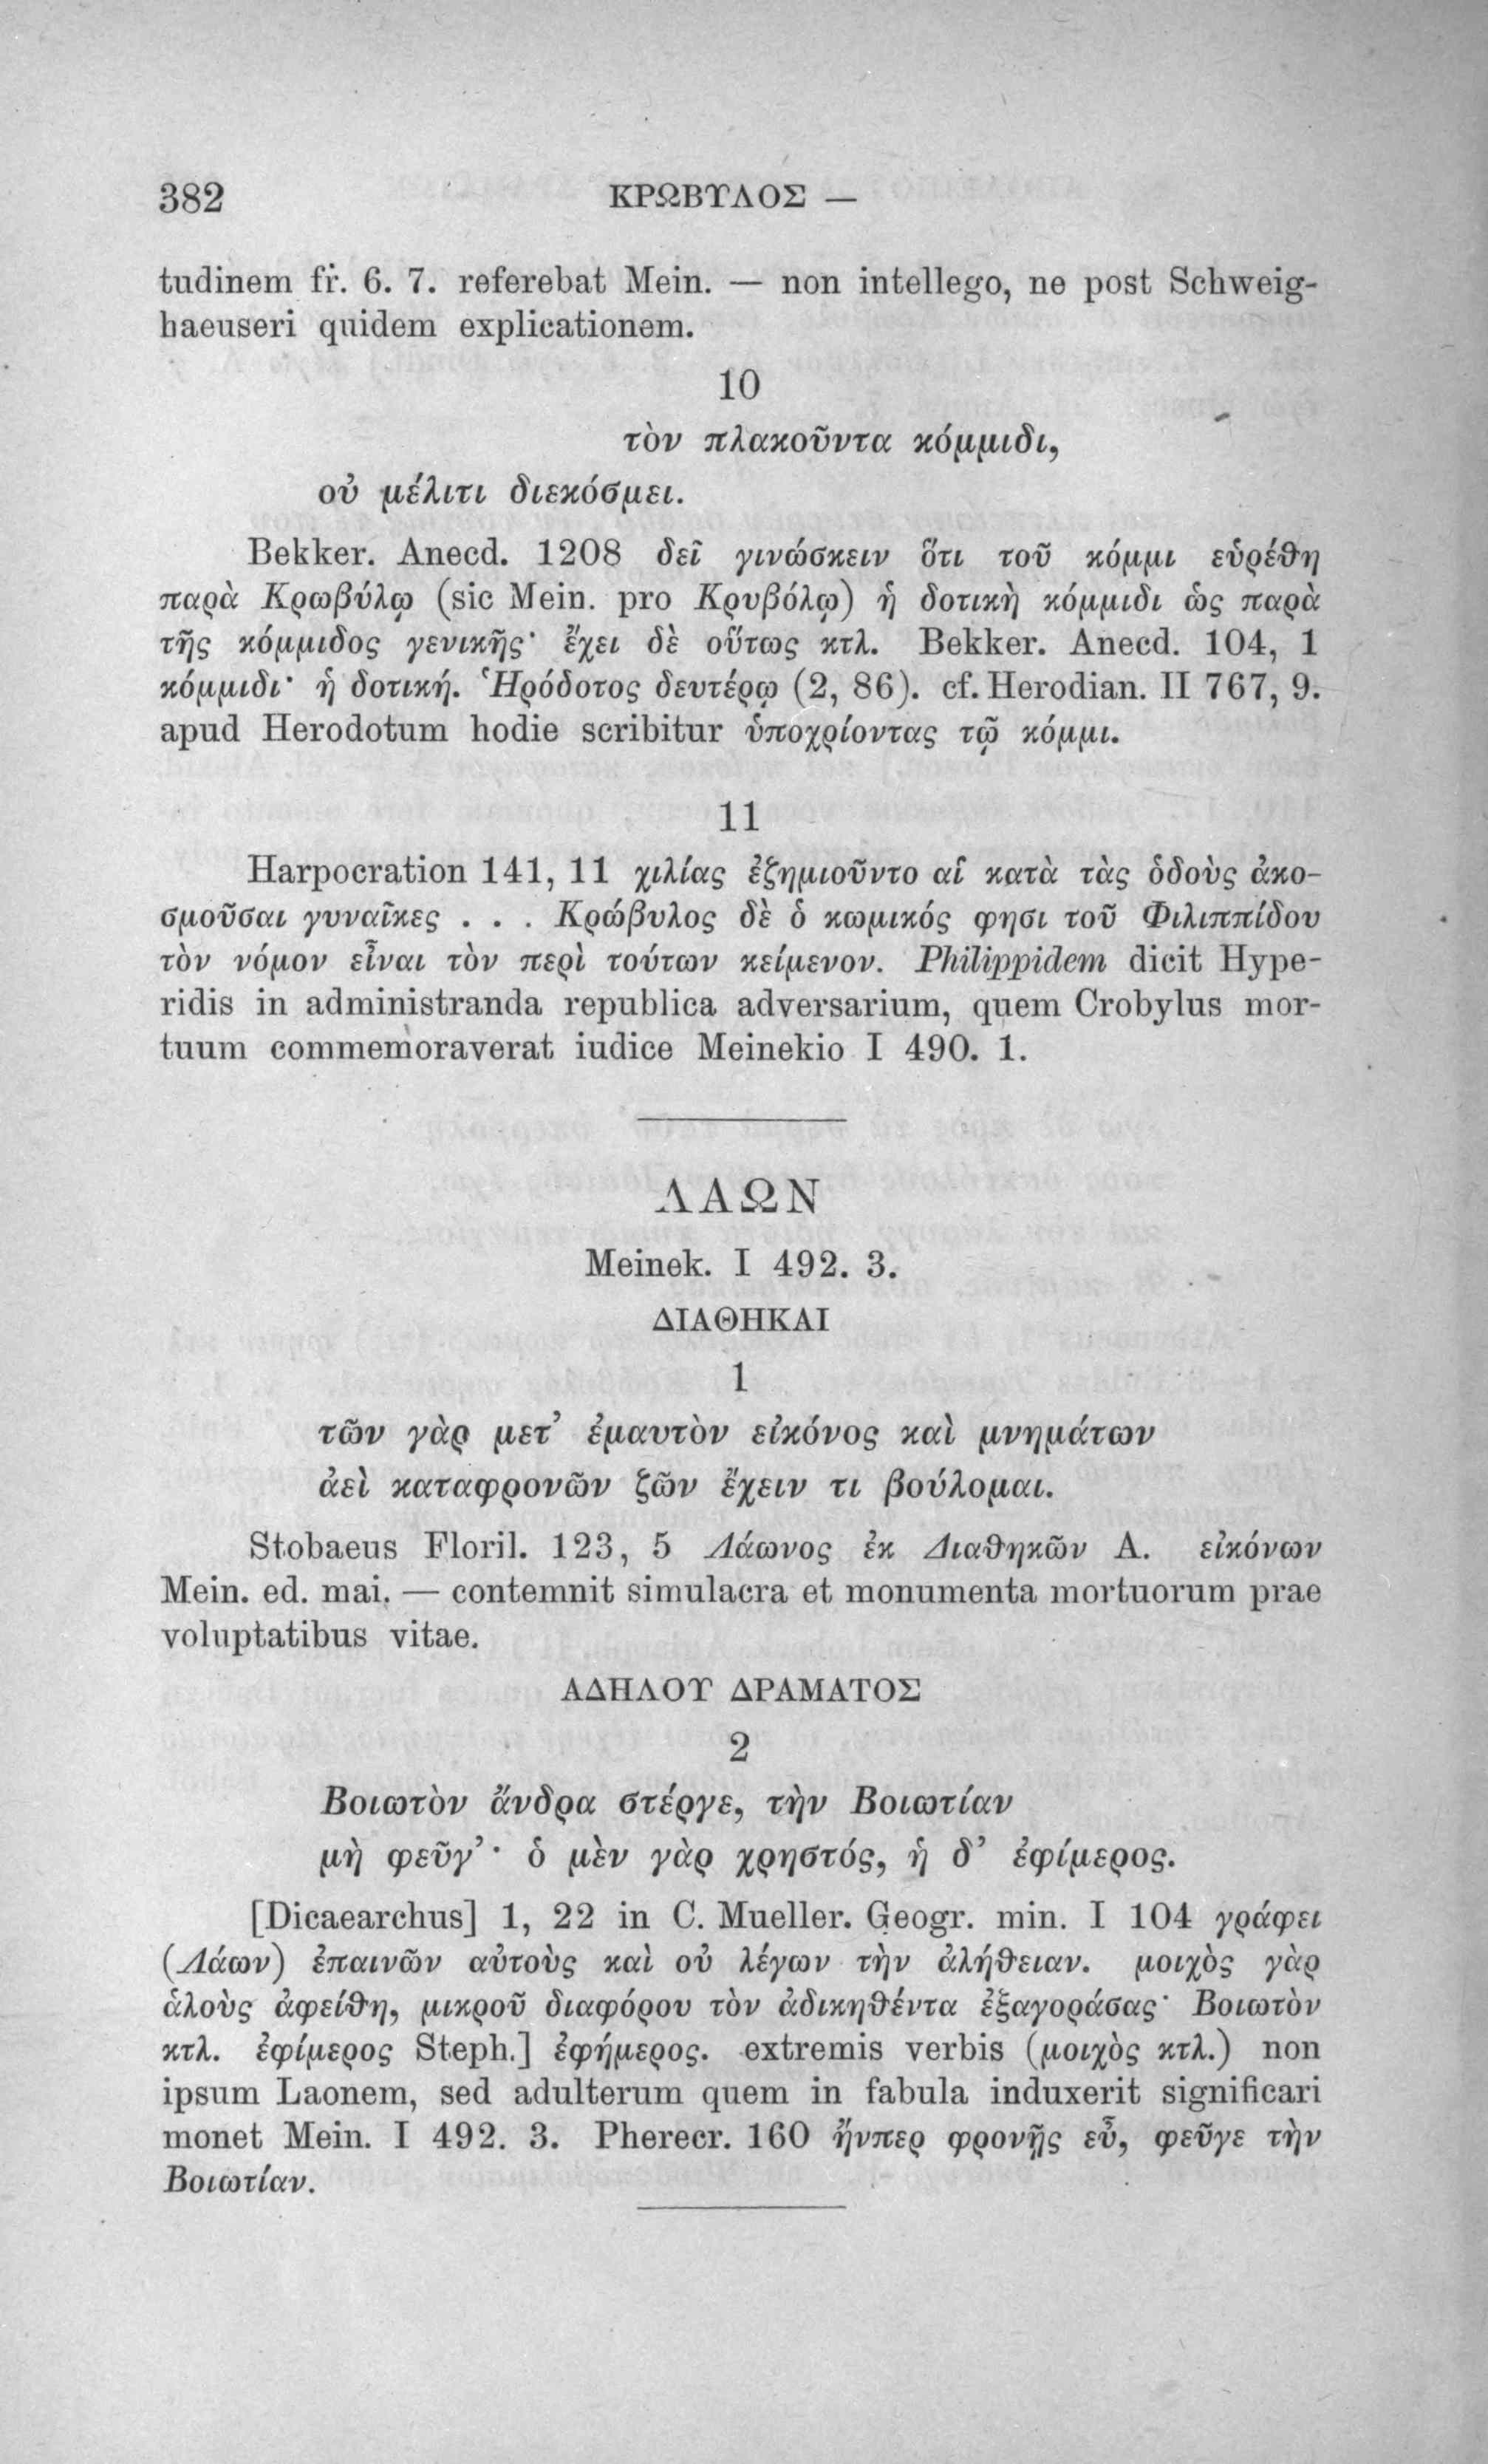 382
ΚΡΩΒΥΛΟΣ —
tudinem fr. 6. 7. referebat Mein. — non intellego, ne post Schweig-
haeuseri quidem explicationem.
10
τὸν πλακοῦντα κόμμιδι,
οὐ μέλιτι διεκόσμει.
Bekker. Anecd. 1208 δεῖ γινώσκειν ὅτι τοῦ κόμμι εὑρέθη
παρὰ Κρωβύλῳ (sic Mein. pro Κρυβόλῳ) ἡ δοτικὴ κόμμιδι ὡς παρὰ
τῆς κόμμιδος γενικῆς· ἔχει δὲ οὕτως κτλ. Bekker. Anecd. 104, 1
κόμμιδι· ἡ δοτική. Ἡρόδοτος δευτέρῳ (2, 86). cf. Herodian. II 767, 9.
apud Herodotum hodie scribitur ὑποχρίοντας τῷ κόμμι.
11
Harpocration 141, 11 χιλίας ἐζημιοῦντο αἱ κατὰ τὰς ὁδοὺς ἀκο-
σμοῦσαι γυναῖκες . . . Κρώβυλος δὲ ὁ κωμικός φησι τοῦ Φιλιππίδου
τὸν νόμον εἶναι τὸν περὶ τούτων κείμενον. Philippidem dicit Hype-
ridis in administranda republica adversarium, quem Crobylus mor-
tuum commemoraverat iudice Meinekio I 490. 1.
ΛΑΩΝ
Meinek. I 492. 3.
ΔΙΑΘΗΚΑΙ
1
τῶν γὰρ μετ’ ἐμαυτὸν εἰκόνος καὶ μνημάτων
ἀεὶ καταφρονῶν ζῶν ἔχειν τι βούλομαι.
Stobaeus Floril. 123, 5 Λάωνος ἐκ Διαθηκῶν A. εἰκόνων
Mein. ed. mai. — contemnit simulacra et monumenta mortuorum prae
voluptatibus vitae.
ΑΔΗΛΟΥ ΔΡΑΜΑΤΟΣ
2
Βοιωτὸν ἄνδρα στέργε, τὴν Βοιωτίαν
μὴ φεῦγ’· ὁ μὲν γὰρ χρηστός, ἡ δ’ ἐφίμερος.
[Dicaearchus] 1, 22 in C. Mueller. Geogr. min. I 104 γράφει
(Λάων) ἐπαινῶν αὐτοὺς καὶ οὐ λέγων τὴν ἀλήθειαν. μοιχὸς γὰρ
ἁλοὺς ἀφείθη, μικροῦ διαφόρου τὸν ἀδικηθέντα ἐξαγοράσας· Βοιωτὸν
κτλ. ἐφίμερος Steph.] ἐφήμερος. extremis verbis (μοιχὸς κτλ.) non
ipsum Laonem, sed adulterum quem in fabula induxerit significari
monet Mein. I 492. 3. Pherecr. 160 ἤνπερ φρονῇς εὖ, φεῦγε τὴν
Βοιωτίαν.